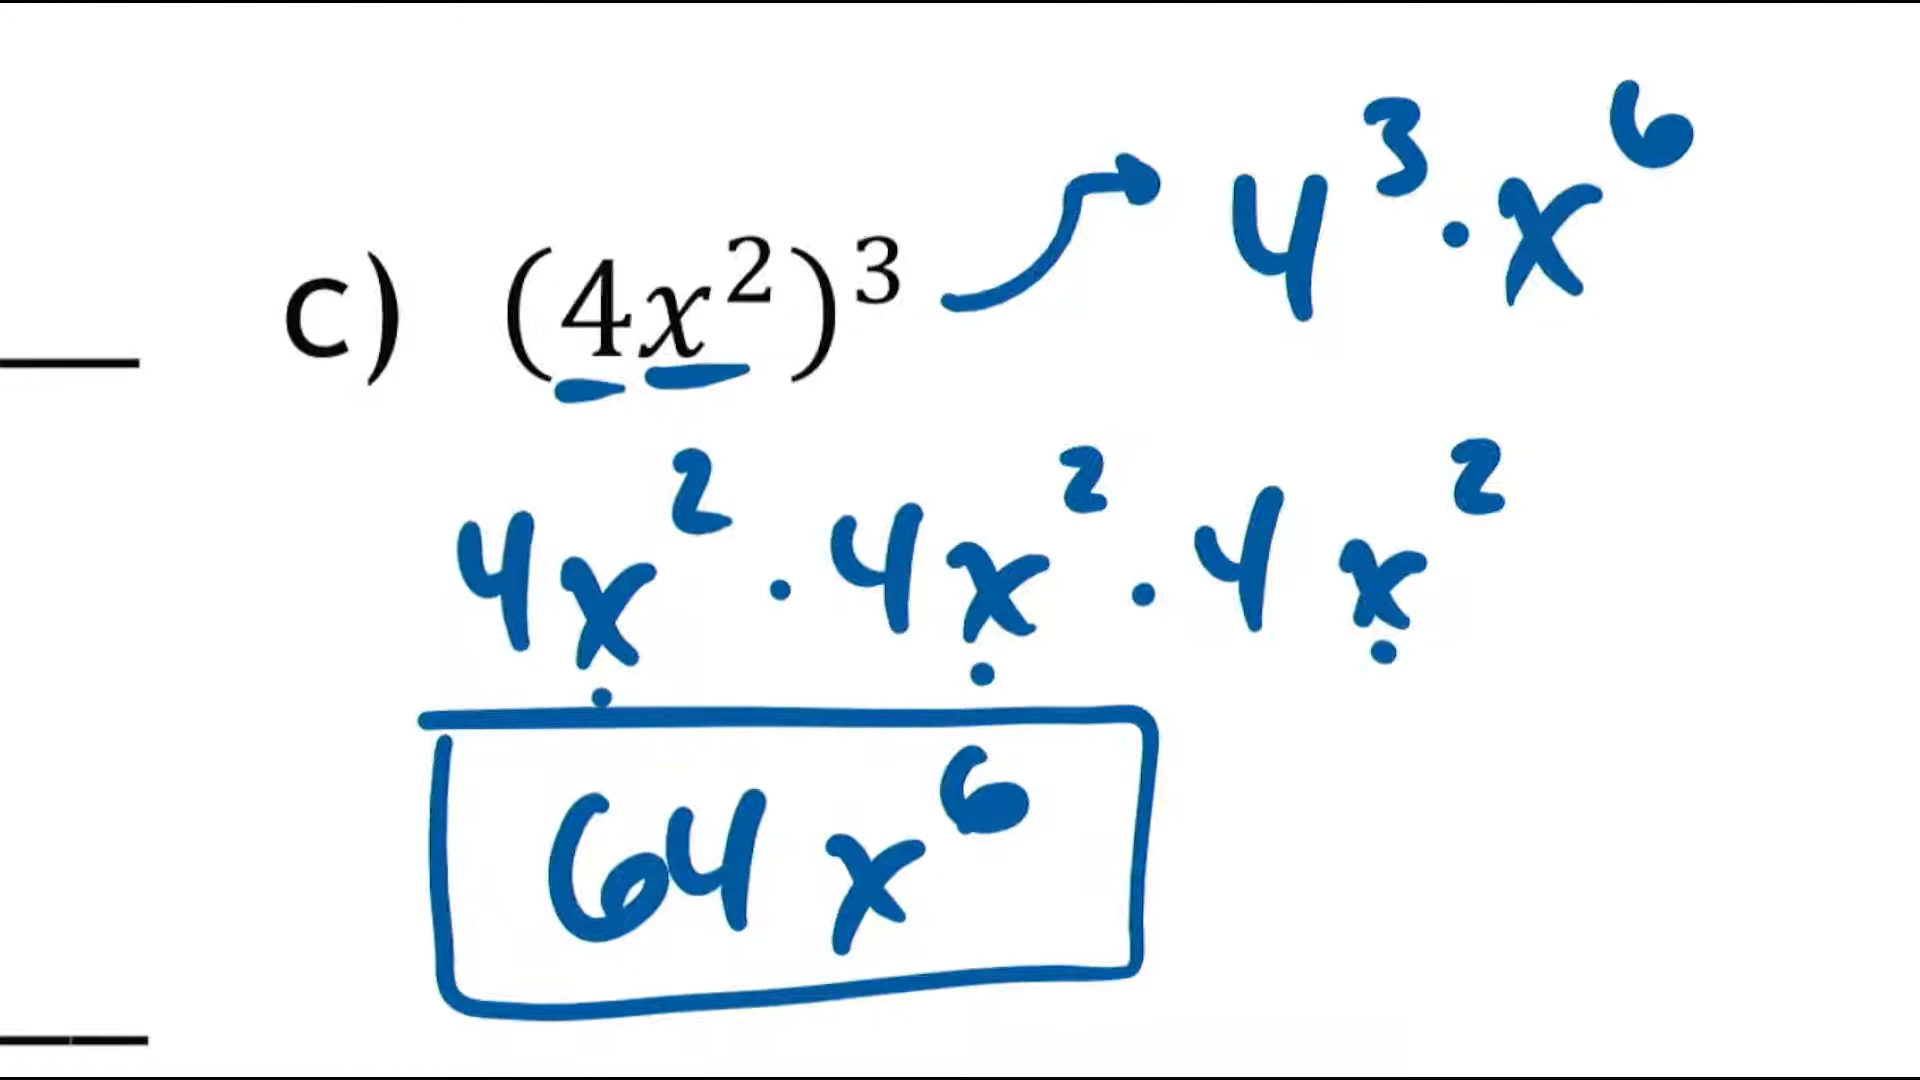 c) (4x²)³ → 4³·x⁶
4x² · 4x² · 4x²
64x⁶